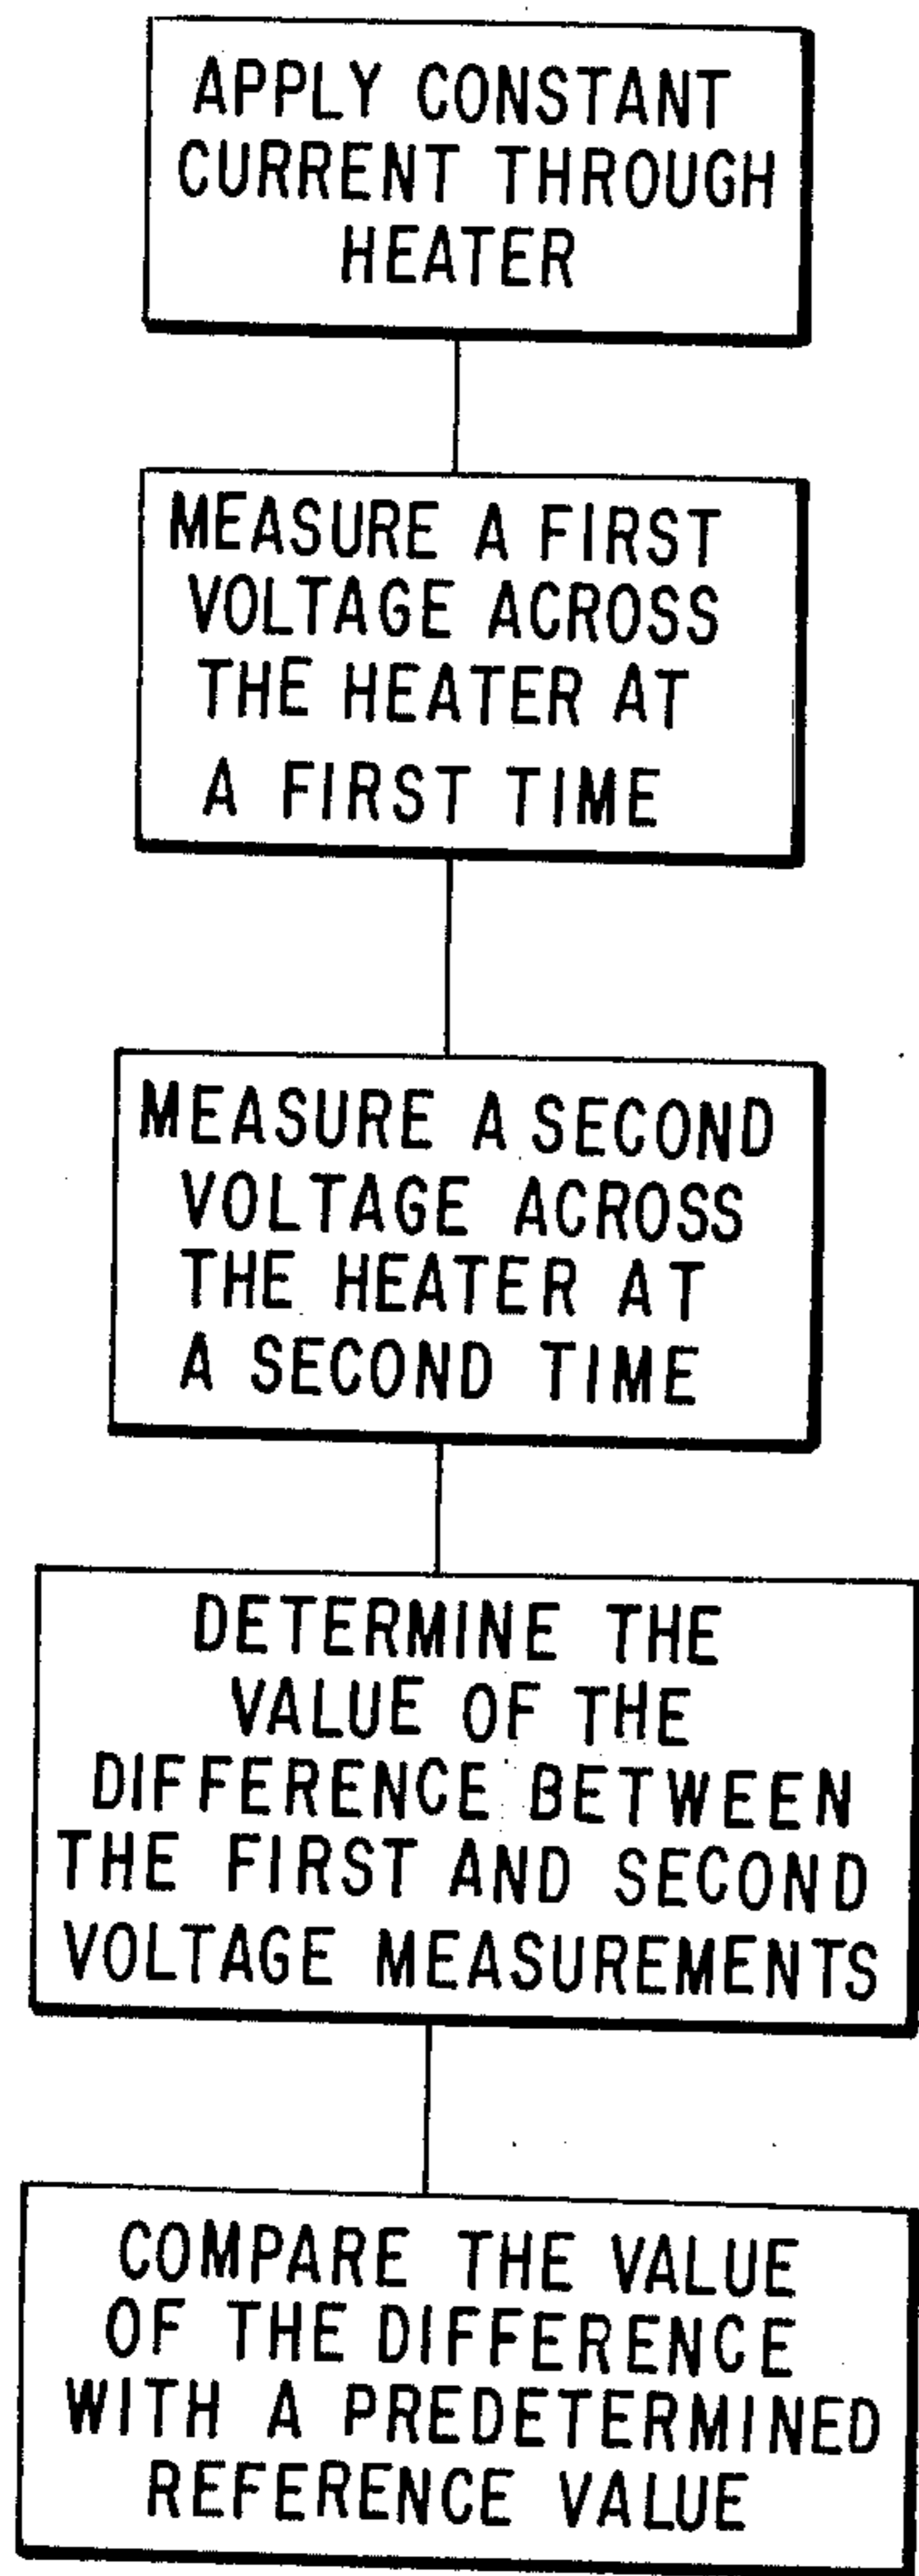 APPLY CONSTANT
CURRENT THROUGH
HEATER
MEASURE A FIRST
VOLTAGE ACROSS
THE HEATER AT
A FIRST TIME
MEASURE A SECOND
VOLTAGE ACROSS
THE HEATER AT
A SECOND TIME
DETERMINE THE
VALUE OF THE
DIFFERENCE BETWEEN
THE FIRST AND SECOND
VOLTAGE MEASUREMENTS
COMPARE THE VALUE
OF THE DIFFERENCE
WITH A PREDETERMINED
REFERENCE VALUE